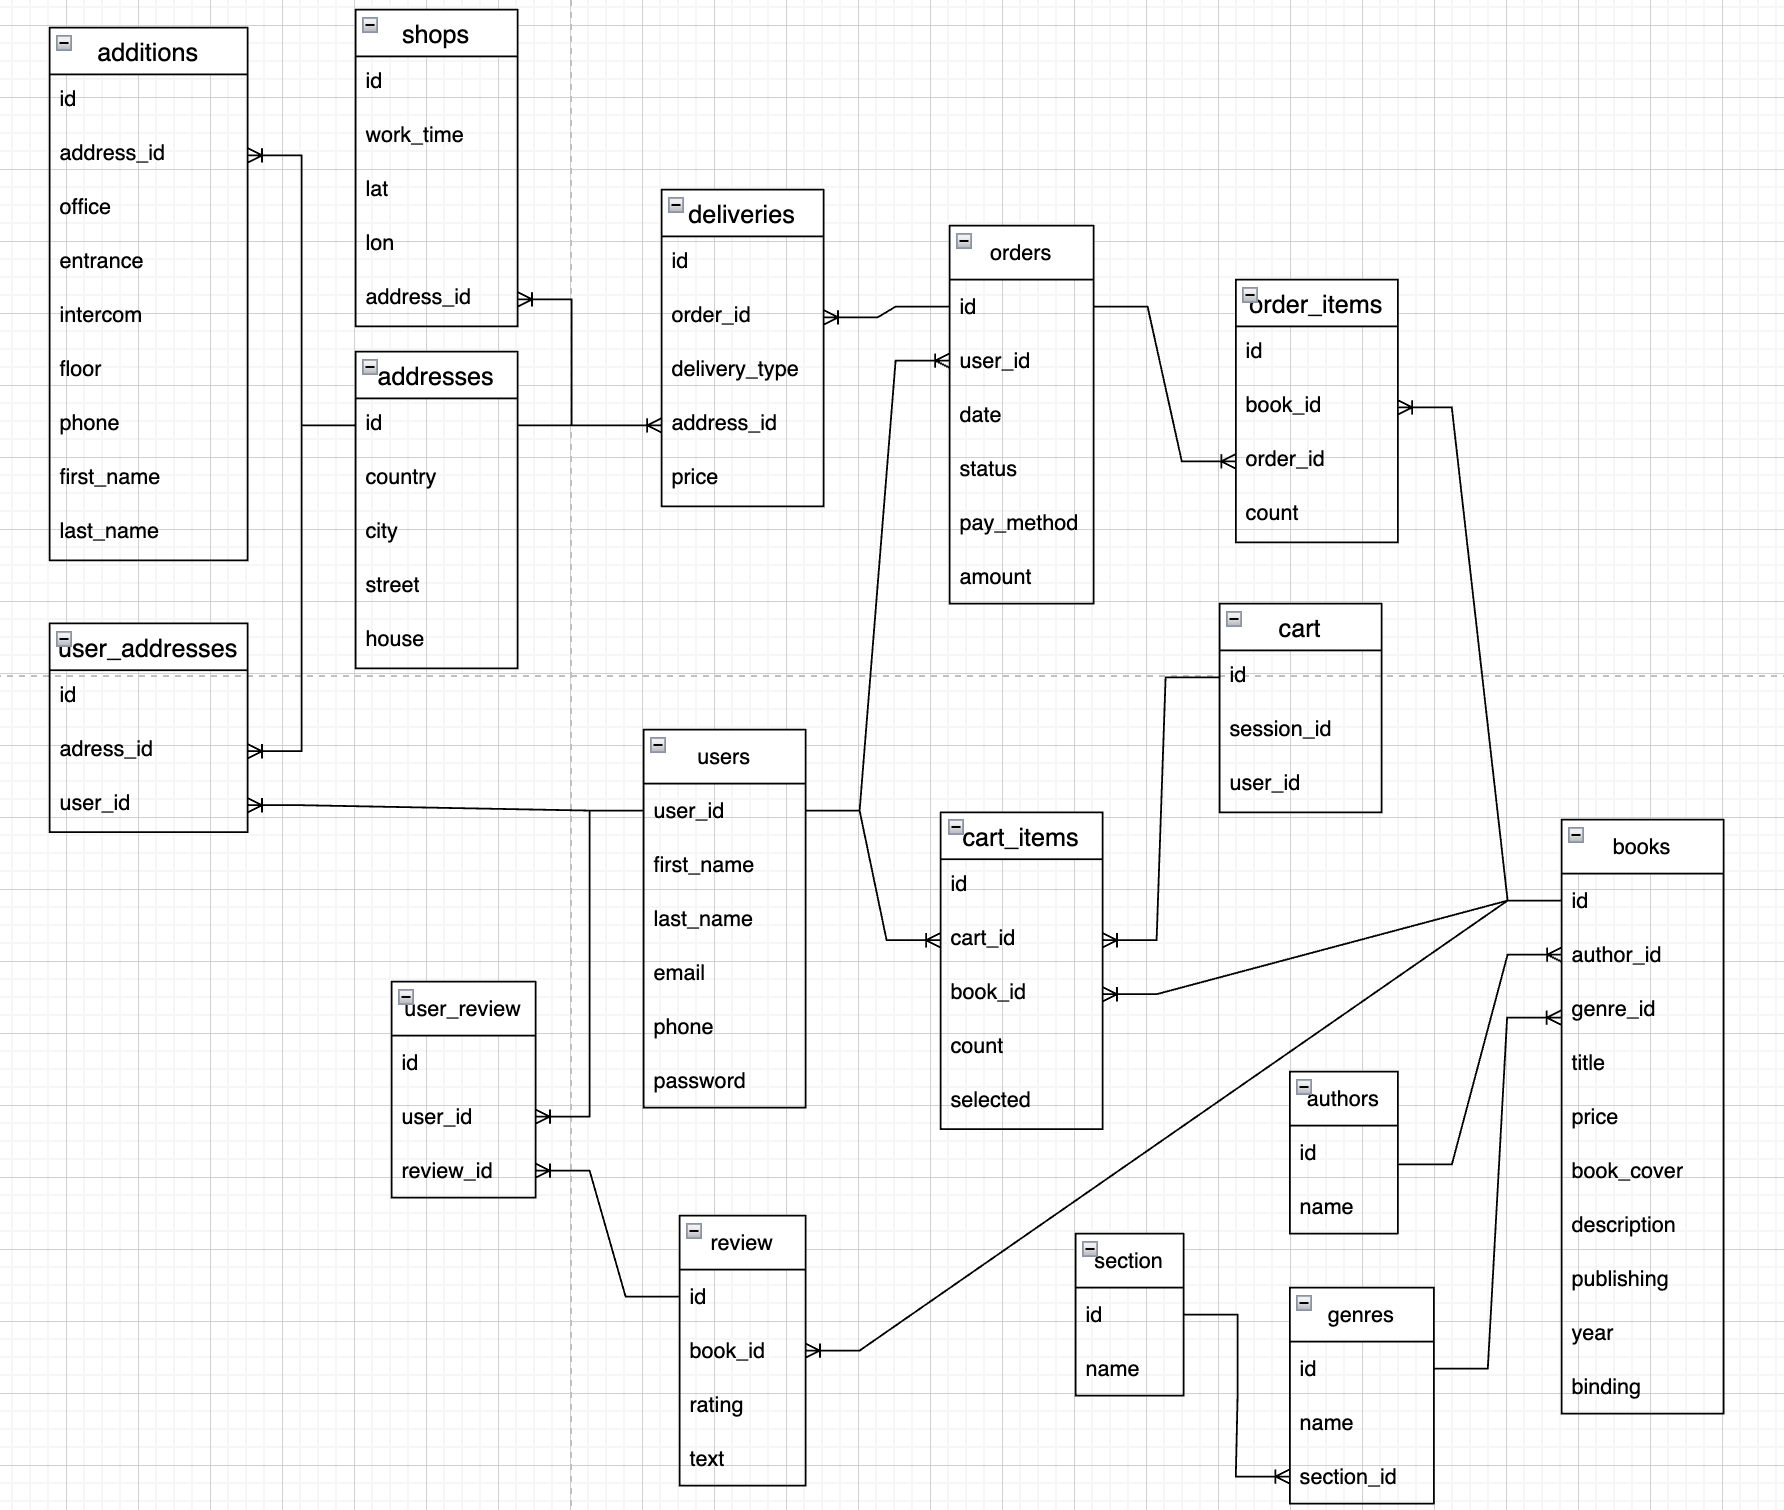 additions
id
address_id
office
entrance
intercom
floor
phone
first_name
last_name
shops
id
work_time
lat
lon
address_id
addresses
id
country
city
street
house
deliveries
id
order_id
delivery_type
address_id
price
orders
id
user_id
date
status
pay_method
amount
order_items
id
book_id
order_id
count
user_addresses
id
adress_id
user_id
users
user_id
first_name
last_name
email
phone
password
cart
id
session_id
user_id
cart_items
id
cart_id
book_id
count
selected
books
id
author_id
genre_id
title
price
book_cover
description
publishing
year
binding
user_review
id
user_id
review_id
review
id
book_id
rating
text
authors
id
name
section
id
name
genres
id
name
section_id